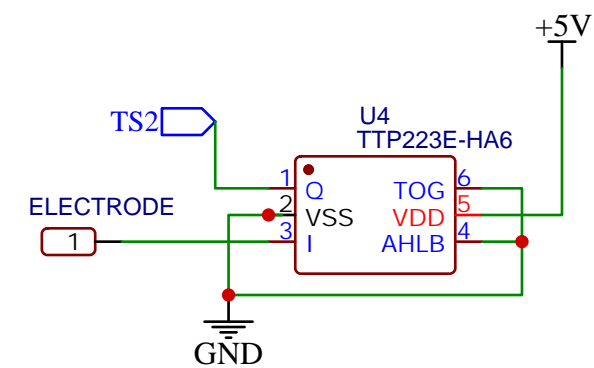 +5V
U4
TTP223E-HA6
TS2
1 Q TOG 6
2 VSS VDD 5
3 I AHLB 4
ELECTRODE
1
GND